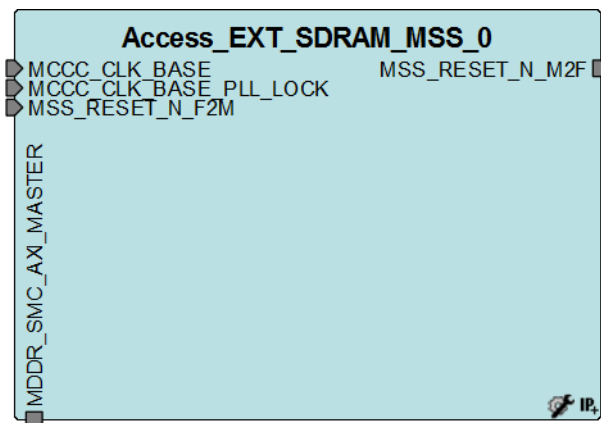 Access_EXT_SDRAM_MSS_0
MCCC_CLK_BASE
MSS_RESET_N_M2F
MCCC_CLK_BASE_PLL_LOCK
MSS_RESET_N_F2M
MDDR_SMC_AXI_MASTER
IP+